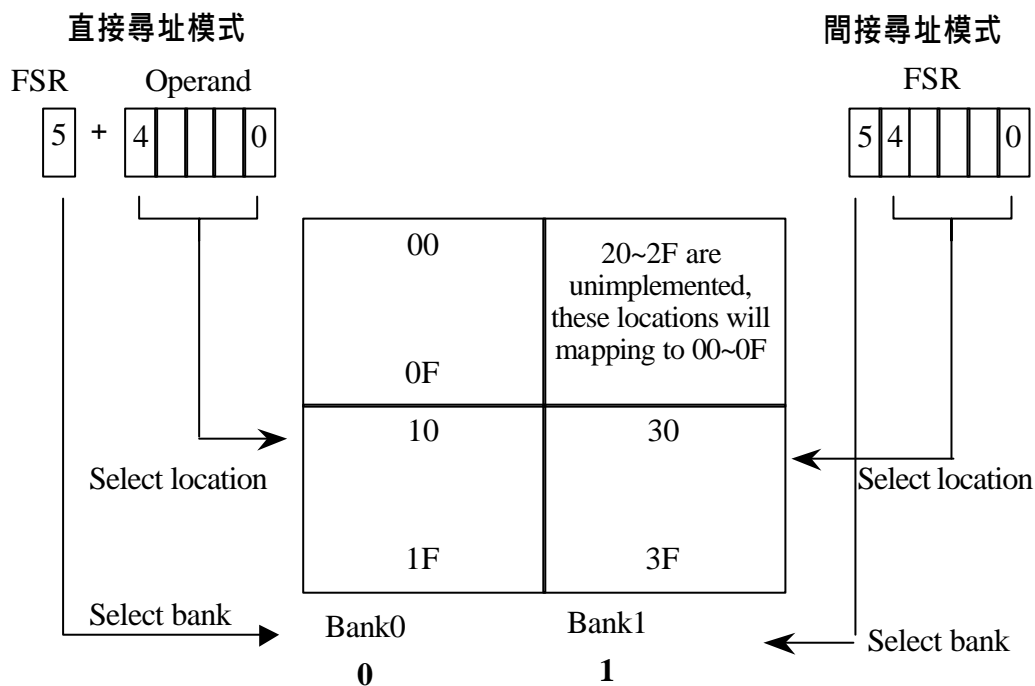 直接尋址模式
間接尋址模式
FSR
Operand
FSR
5 + 4 0
5 4 0
00
0F
20~2F are
unimplemented,
these locations will
mapping to 00~0F
10
1F
30
3F
Select location
Select location
Select bank
Bank0
Bank1
Select bank
0
1